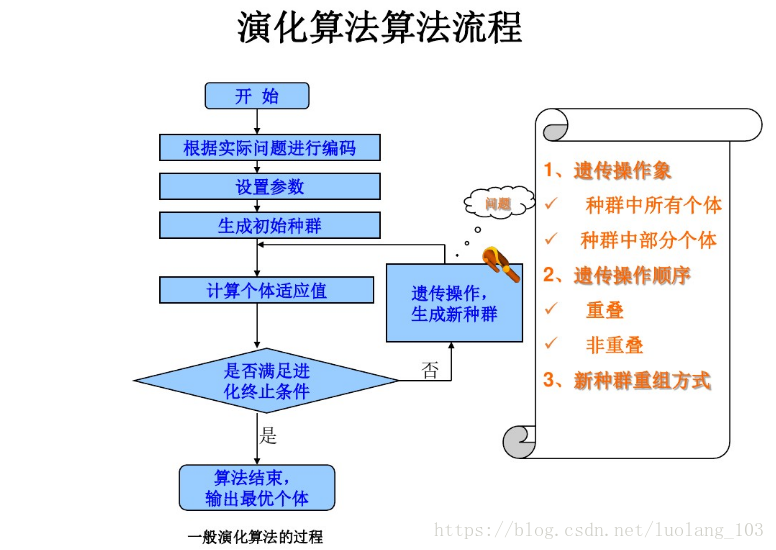 演化算法算法流程
开 始
根据实际问题进行编码
设置参数
生成初始种群
计算个体适应值
是否满足进
化终止条件
否
是
遗传操作，
生成新种群
算法结束，
输出最优个体
一般演化算法的过程
问题
1、遗传操作象
✓ 种群中所有个体
✓ 种群中部分个体
2、遗传操作顺序
✓ 重叠
✓ 非重叠
3、新种群重组方式
https://blog.csdn.net/luolang_103